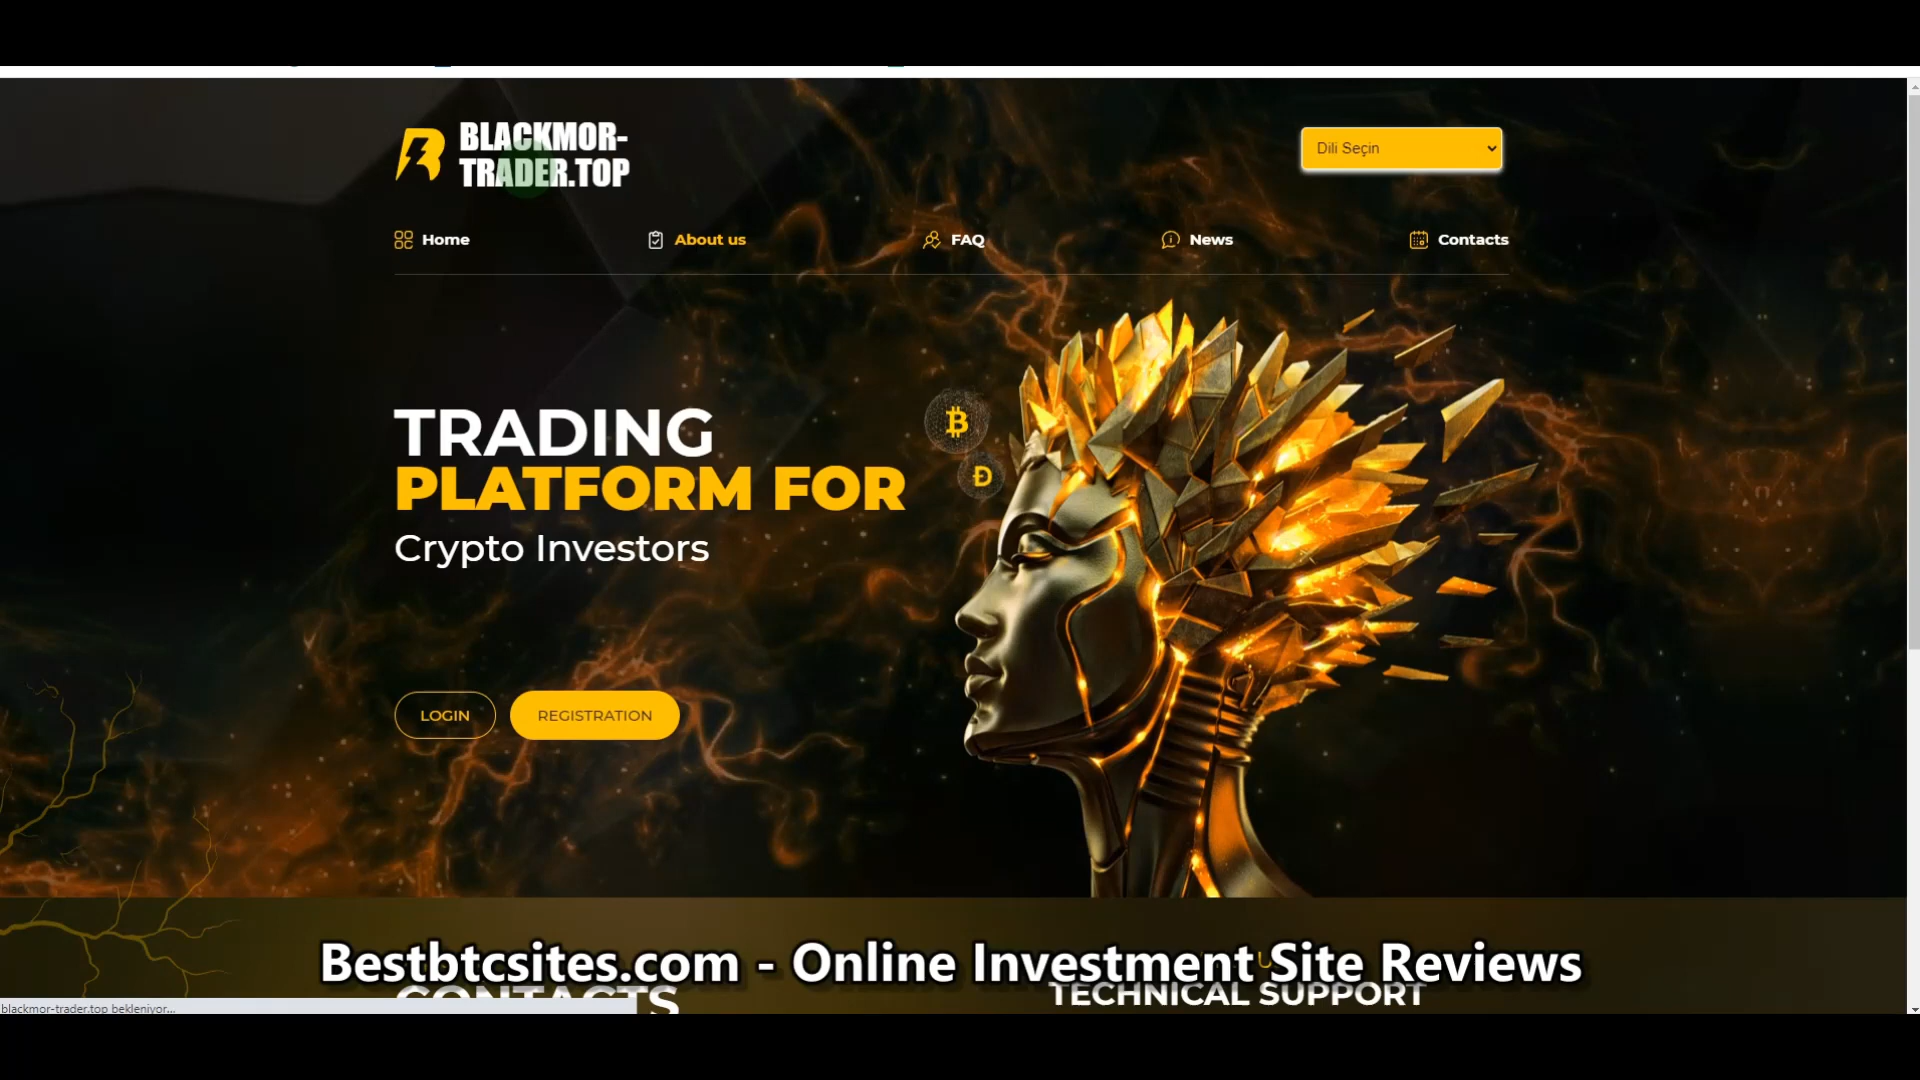 BLACKMOR-
TRADER.TOP
Dili Seçin
Home
About us
FAQ
News
Contacts
TRADING
PLATFORM FOR
Crypto Investors
LOGIN
REGISTRATION
Bestbtcsites.com - Online Investment Site Reviews
CONTACTS
TECHNICAL SUPPORT
blackmor-trader.top bekleniyor...